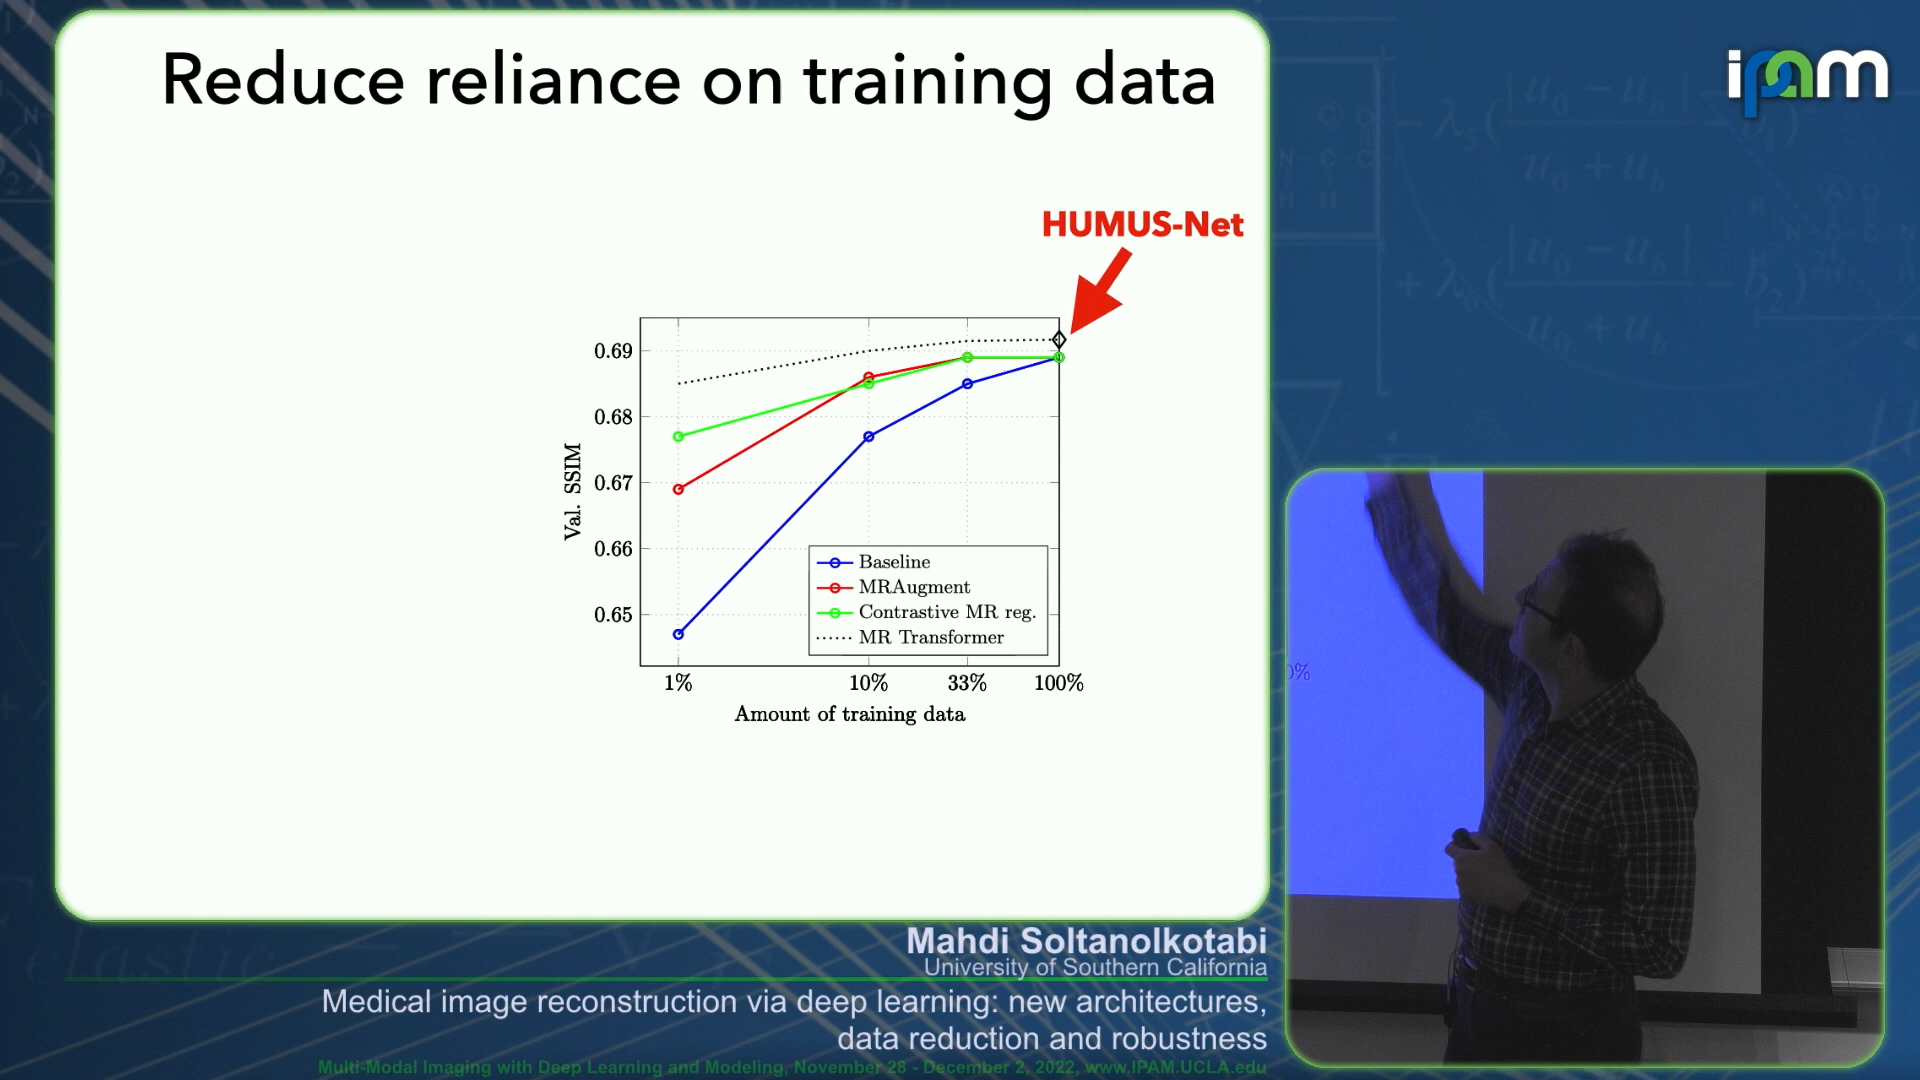 Reduce reliance on training data
ipam
HUMUS-Net
0.69
0.68
0.67
0.66
0.65
Val. SSIM
Baseline
MRAugment
Contrastive MR reg.
MR Transformer
1% 10% 33% 100%
Amount of training data
0%
Mahdi Soltanolkotabi
University of Southern California
Medical image reconstruction via deep learning: new architectures,
data reduction and robustness
Multi-Modal Imaging with Deep Learning and Modeling, November 28 - December 2, 2022, www.IPAM.UCLA.edu